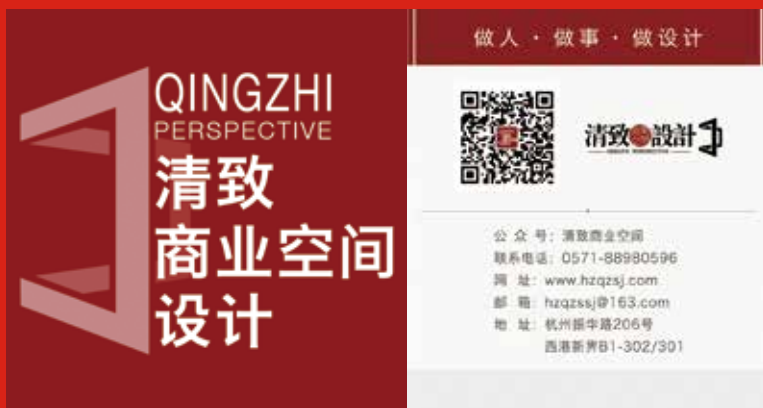 QINGZHI
PERSPECTIVE
清致
商业空间
设计
做人 · 做事 · 做设计
清致 設計
公 众 号：清致商业空间
联系电话：0571-88980596
网 址：www.hzqzsj.com
邮 箱：hzqzssj@163.com
地 址：杭州振华路206号
西港新界B1-302/301